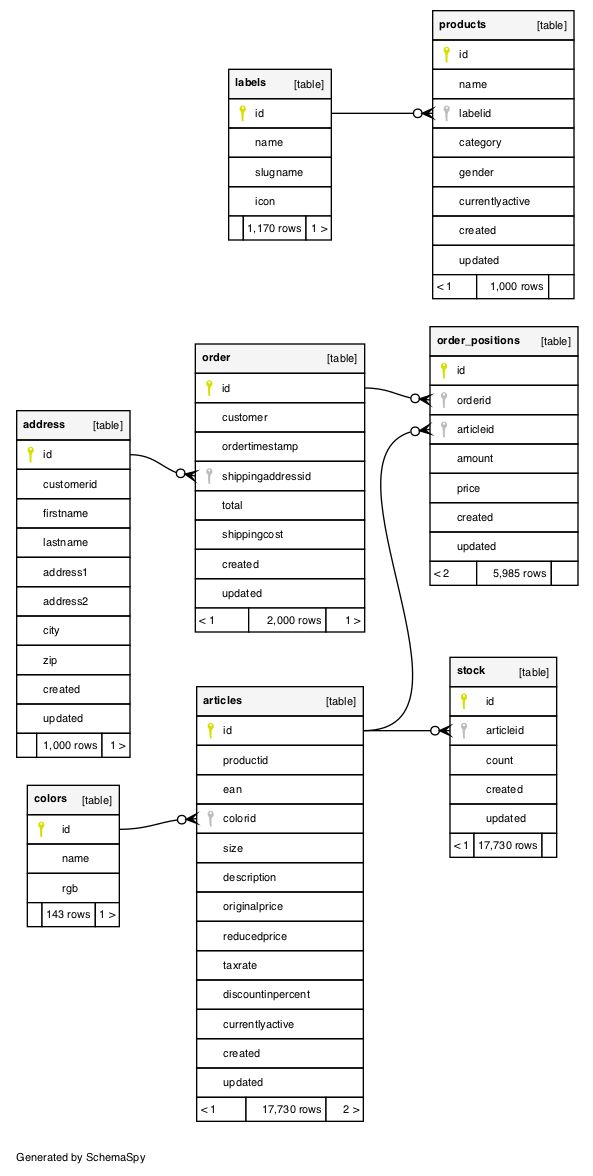 products [table]
id
name
labelid
category
gender
currentlyactive
created
updated
< 1 1,000 rows
labels [table]
id
name
slugname
icon
1,170 rows 1 >
order_positions [table]
id
orderid
articleid
amount
price
created
updated
< 2 5,985 rows
order [table]
id
customer
ordertimestamp
shippingaddressid
total
shippingcost
created
updated
< 1 2,000 rows 1 >
address [table]
id
customerid
firstname
lastname
address1
address2
city
zip
created
updated
1,000 rows 1 >
stock [table]
id
articleid
count
created
updated
< 1 17,730 rows
articles [table]
id
productid
ean
colorid
size
description
originalprice
reducedprice
taxrate
discountinpercent
currentlyactive
created
updated
< 1 17,730 rows 2 >
colors [table]
id
name
rgb
143 rows 1 >
Generated by SchemaSpy